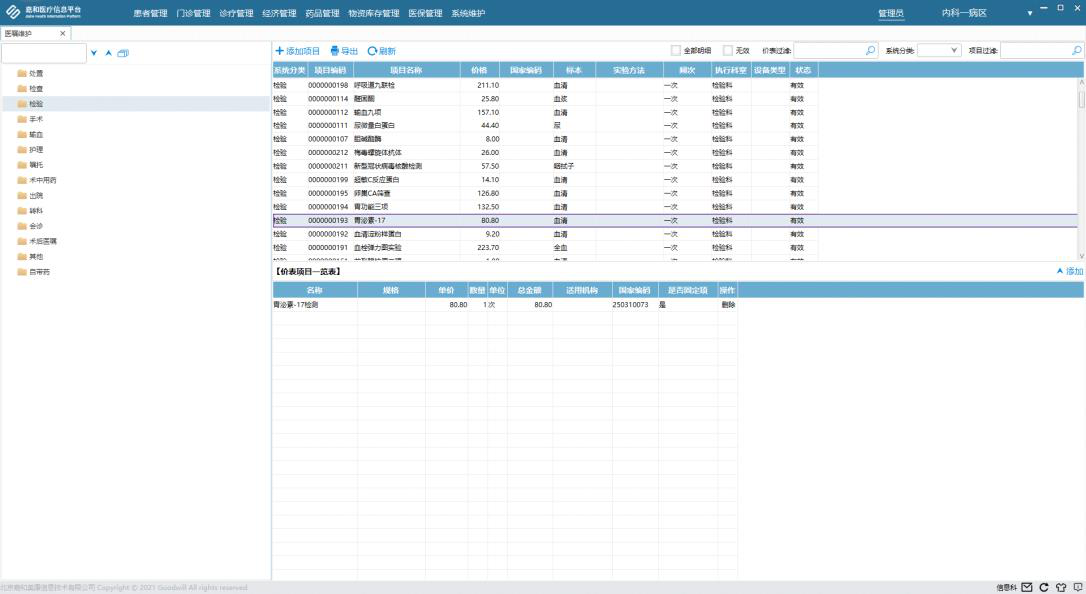 嘉和医疗信息平台
Jiahe Health Information Platform
患者管理 门诊管理 诊疗管理 经济管理 药品管理 物资库存管理 医保管理 系统维护
管理员 内科一病区
医嘱维护
添加项目 导出 刷新 全部明细 无效 价表过滤: 系统分类: 项目过滤:
处置
检查
检验
手术
输血
护理
嘱托
术中用药
出院
转科
会诊
术后医嘱
其他
自带药
系统分类 项目编码 项目名称 价格 国家编码 标本 实验方法 频次 执行科室 设备类型 状态
检验 0000000198 呼吸道九联检 211.10 血清 一次 检验科 有效
检验 0000000114 醛固酮 25.80 血浆 一次 检验科 有效
检验 0000000112 输血九项 157.10 血清 一次 检验科 有效
检验 0000000111 尿微量白蛋白 44.40 尿 一次 检验科 有效
检验 0000000107 胆碱酯酶 8.00 血清 一次 检验科 有效
检验 0000000212 梅毒螺旋体抗体 26.00 血清 一次 检验科 有效
检验 0000000211 新型冠状病毒核酸检测 57.50 咽拭子 一次 检验科 有效
检验 0000000199 超敏C反应蛋白 14.10 血清 一次 检验科 有效
检验 0000000195 卵巢CA筛查 126.80 血清 一次 检验科 有效
检验 0000000194 胃功能三项 132.50 血清 一次 检验科 有效
检验 0000000193 胃泌素-17 80.80 血清 一次 检验科 有效
检验 0000000192 血清淀粉样蛋白 9.20 血清 一次 检验科 有效
检验 0000000191 血栓弹力图实验 223.70 全血 一次 检验科 有效
【价表项目一览表】 添加
名称 规格 单价 数量 单位 总金额 适用机构 国家编码 是否固定项 操作
胃泌素-17检测 80.80 1 次 80.80 250310073 是 删除
北京嘉和美康信息技术有限公司 Copyright © 2021 Goodwill All rights reserved.
信息科